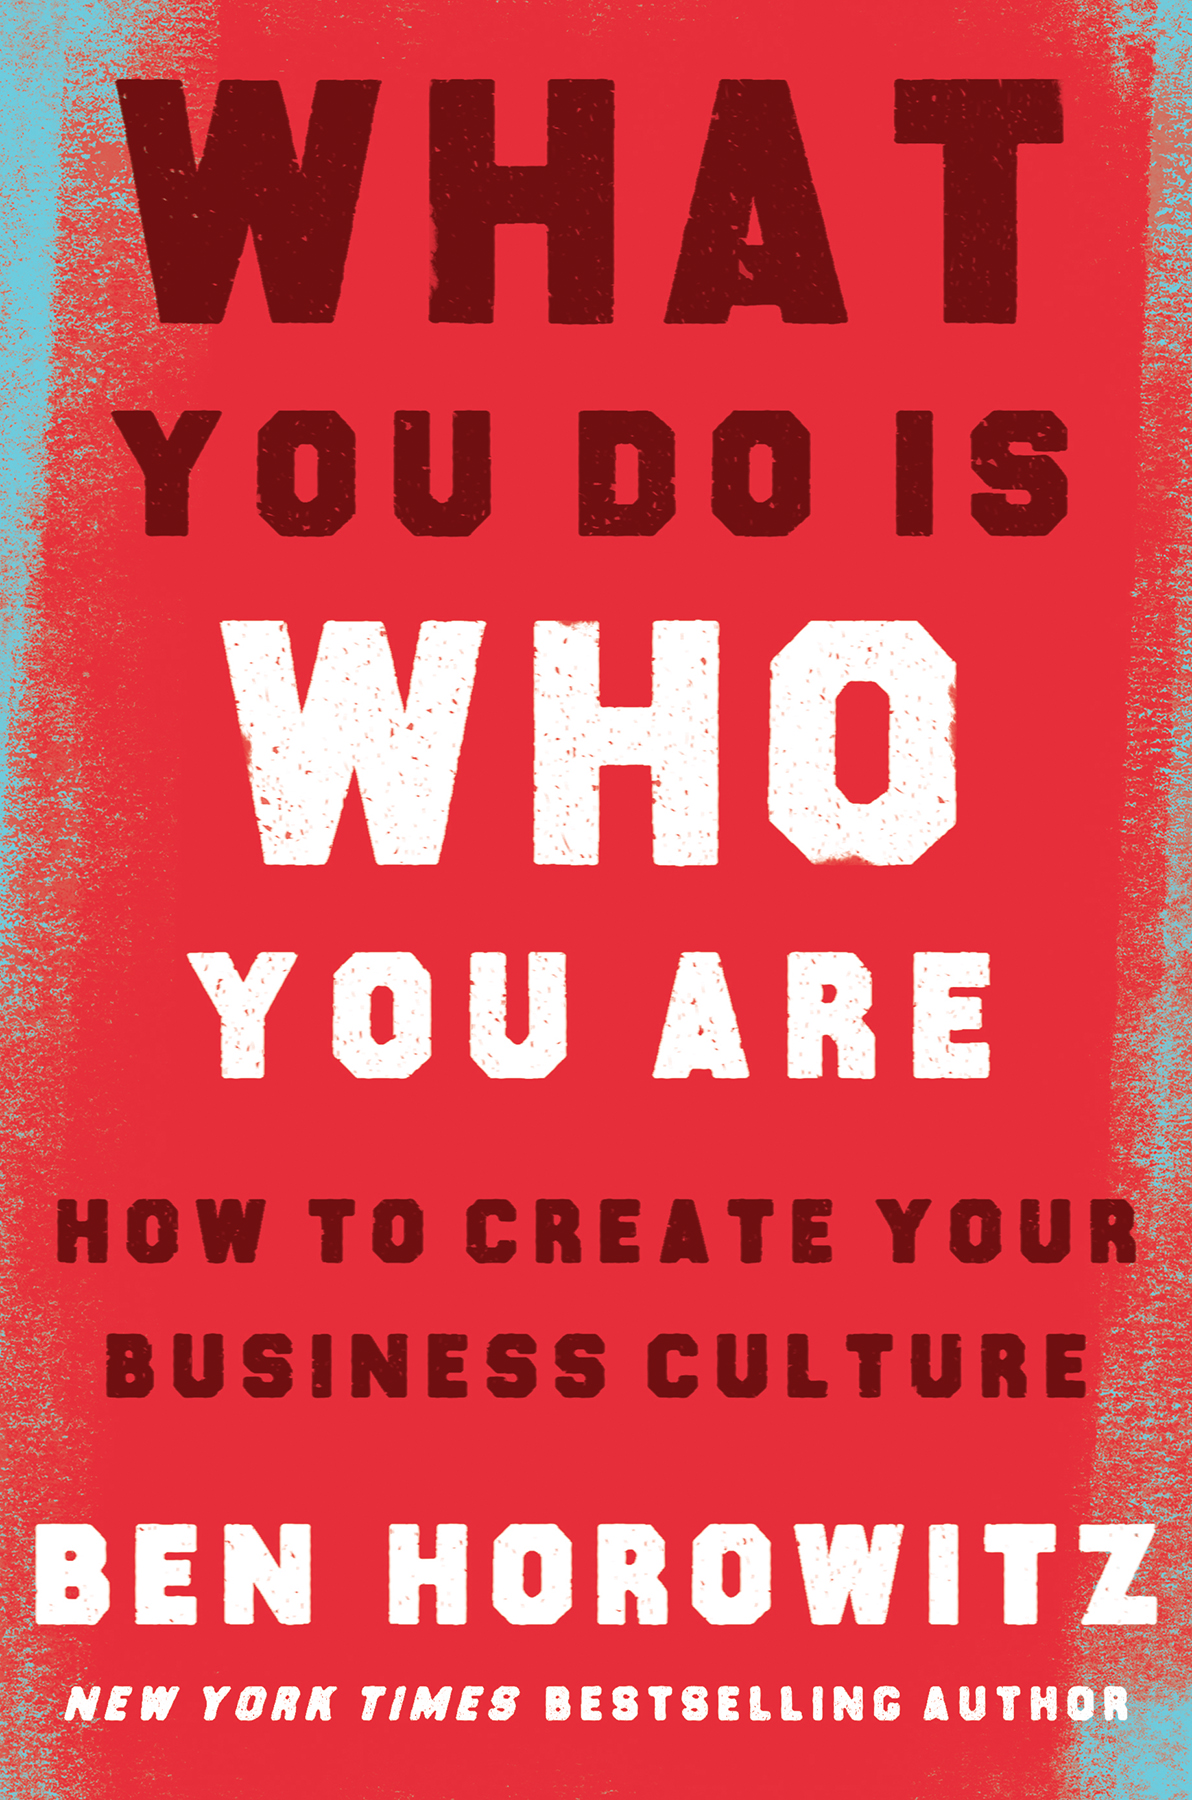 WHAT
YOU DO IS
WHO
YOU ARE
HOW TO CREATE YOUR
BUSINESS CULTURE
BEN HOROWITZ
NEW YORK TIMES BESTSELLING AUTHOR